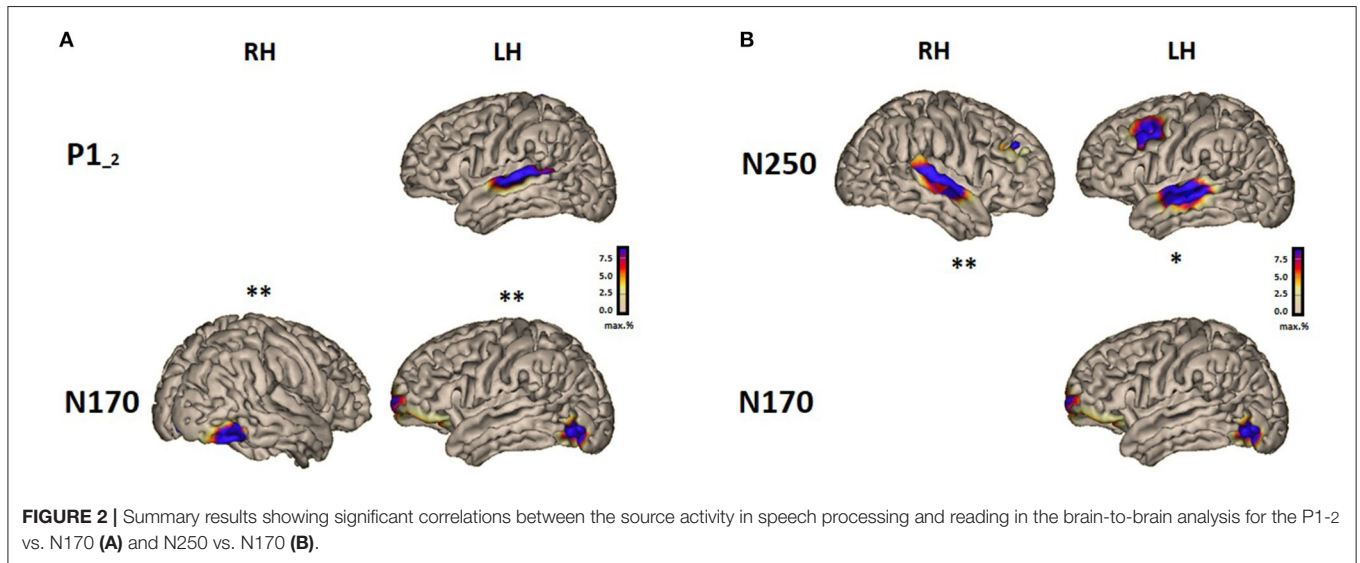 A
B
RH LH
RH LH
P1_2
N250
7.5
5.0
2.5
0.0
max.%
7.5
5.0
2.5
0.0
max.%
** **
** *
N170
N170
FIGURE 2 | Summary results showing significant correlations between the source activity in speech processing and reading in the brain-to-brain analysis for the P1-2
vs. N170 (A) and N250 vs. N170 (B).